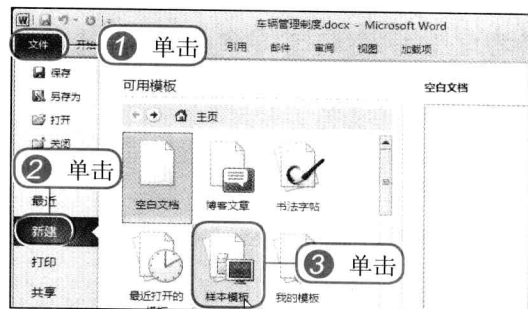 车辆管理制度.docx - Microsoft Word
文件 开始 引用 邮件 审阅 视图 加载项
1 单击
保存
另存为
打开
关闭
2 单击
最近
新建
打印
共享
可用模板
主页
空白文档 博客文章 书法字帖
最近打开的
样本模板 我的模板
3 单击
空白文档